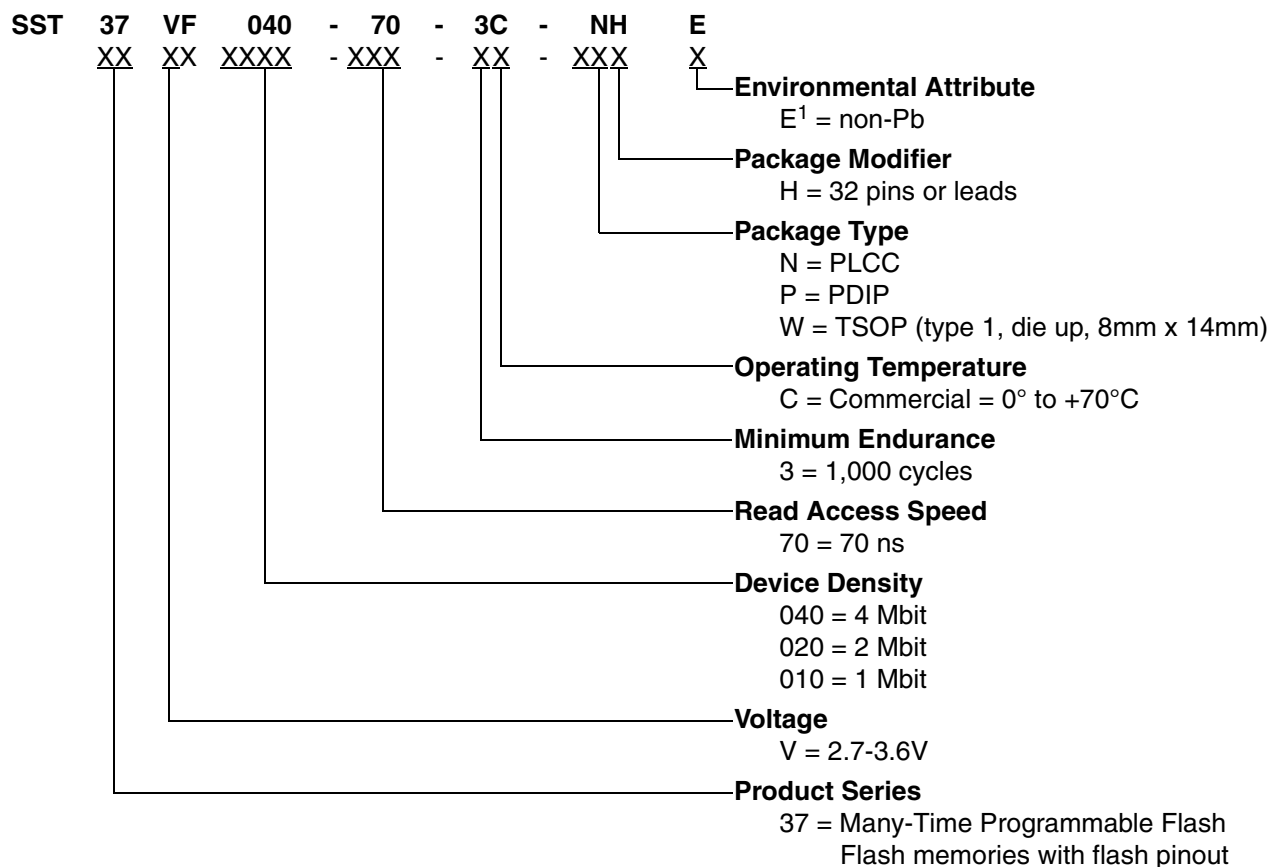 SST 37 VF 040 - 70 - 3C - NH E
XX XX XXXX - XXX - XX - XXX X
Environmental Attribute
E1 = non-Pb
Package Modifier
H = 32 pins or leads
Package Type
N = PLCC
P = PDIP
W = TSOP (type 1, die up, 8mm x 14mm)
Operating Temperature
C = Commercial = 0° to +70°C
Minimum Endurance
3 = 1,000 cycles
Read Access Speed
70 = 70 ns
Device Density
040 = 4 Mbit
020 = 2 Mbit
010 = 1 Mbit
Voltage
V = 2.7-3.6V
Product Series
37 = Many-Time Programmable Flash
Flash memories with flash pinout